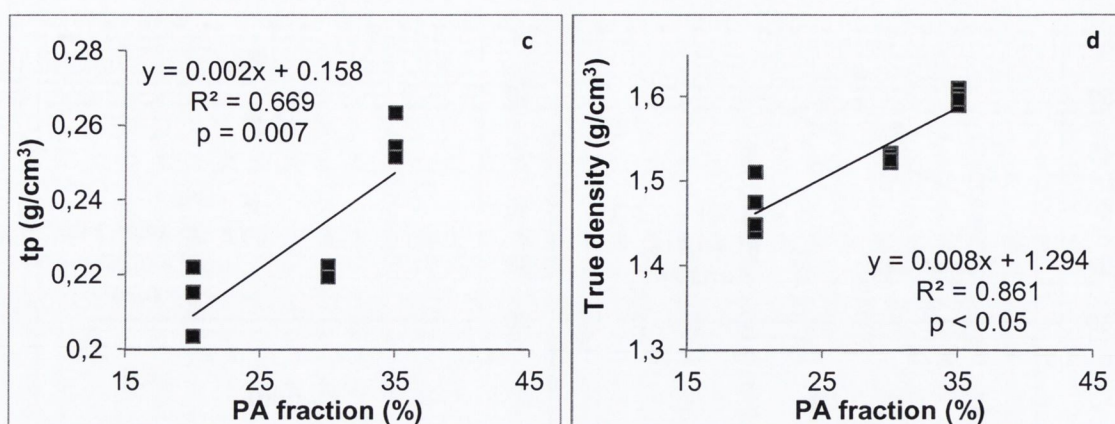 c
0,28
y = 0.002x + 0.158
R² = 0.669
p = 0.007
0,26
0,24
0,22
0,2
tp (g/cm³)
15
25
35
45
PA fraction (%)
d
1,6
1,5
1,4
1,3
True density (g/cm³)
y = 0.008x + 1.294
R² = 0.861
p < 0.05
15
25
35
45
PA fraction (%)